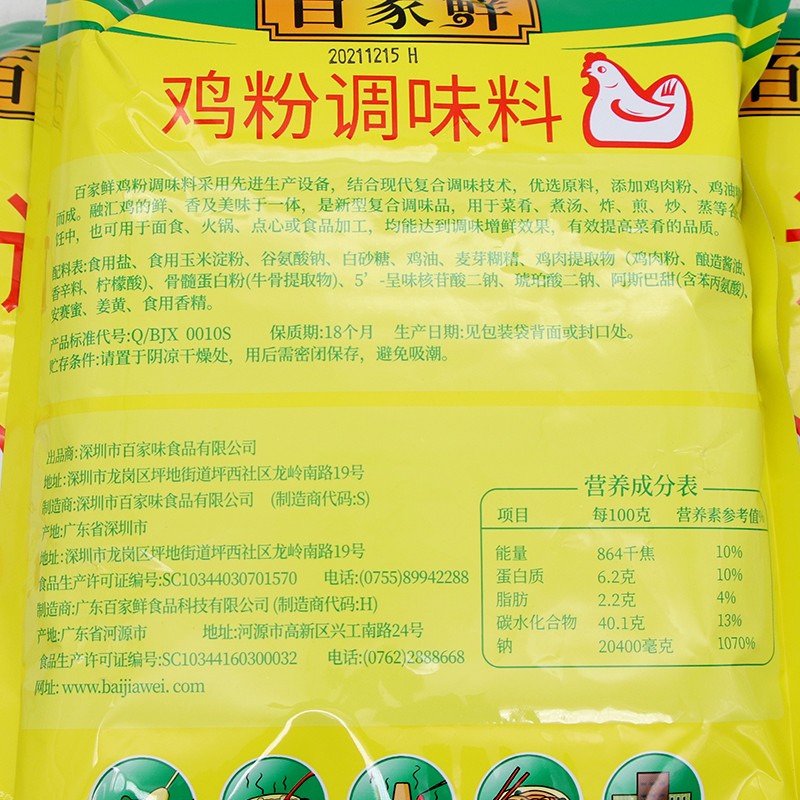 百家鲜
20211215 H
鸡粉调味料
百家鲜鸡粉调味料采用先进生产设备，结合现代复合调味技术，优选原料，添加鸡肉粉、鸡油
而成。融汇鸡的鲜、香及美味于一体，是新型复合调味品，用于菜肴、煮汤、炸、煎、炒、蒸等
饪中，也可用于面食、火锅、点心或食品加工，均能达到调味增鲜效果，有效提高菜肴的品质。
配料表:食用盐、食用玉米淀粉、谷氨酸钠、白砂糖、鸡油、麦芽糊精、鸡肉提取物（鸡肉粉、酿造酱油、
香辛料、柠檬酸)、骨髓蛋白粉(牛骨提取物)、5’-呈味核苷酸二钠、琥珀酸二钠、阿斯巴甜(含苯丙氨酸)、
安赛蜜、姜黄、食用香精。
产品标准代号:Q/BJX 0010S 保质期:18个月 生产日期:见包装袋背面或封口处。
贮存条件:请置于阴凉干燥处，用后需密闭保存，避免吸潮。
出品商:深圳市百家味食品有限公司
地址:深圳市龙岗区坪地街道坪西社区龙岭南路19号
制造商:深圳市百家味食品有限公司 (制造商代码:S)
产地:广东省深圳市
地址:深圳市龙岗区坪地街道坪西社区龙岭南路19号
食品生产许可证编号:SC10344030701570 电话:(0755)89942288
制造商:广东百家鲜食品科技有限公司 (制造商代码:H)
产地:广东省河源市 地址:河源市高新区兴工南路24号
食品生产许可证编号:SC10344160300032 电话:(0762)2888668
网址: www.baijiawei.com
营养成分表
项目 每100克 营养素参考值%
能量 864千焦 10%
蛋白质 6.2克 10%
脂肪 2.2克 4%
碳水化合物 40.1克 13%
钠 20400毫克 1070%